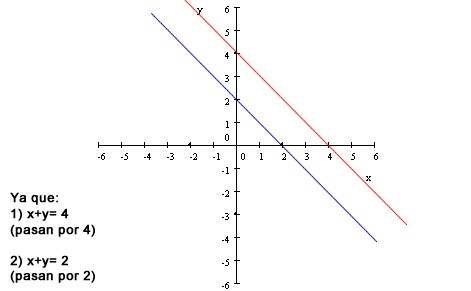 y
6
5
4
3
2
1
0
-6 -5 -4 -3 -2 -1 0 1 2 3 4 5 6
-1
x
-2
-3
-4
-5
-6
Ya que:
1) x+y= 4
(pasan por 4)
2) x+y= 2
(pasan por 2)